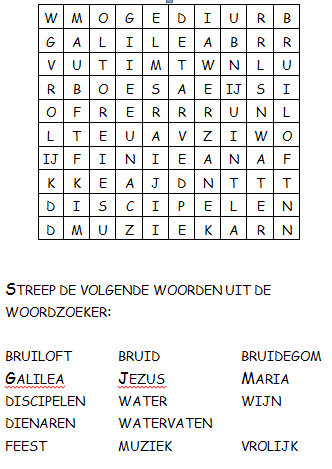 W M O G E D I U R B
G A L I L E A B R R
V U T I M T W N L U
R B O E S A E IJ S I
O F R E R R R U N L
L T E U A V Z I W O
IJ F I N I E A N A F
K K E A J D N T T T
D I S C I P E L E N
D M U Z I E K A R N
STREEP DE VOLGENDE WOORDEN UIT DE
WOORDZOEKER:
BRUILOFT BRUID BRUIDEGOM
GALILEA JEZUS MARIA
DISCIPELEN WATER WIJN
DIENAREN WATERVATEN
FEEST MUZIEK VROLIJK